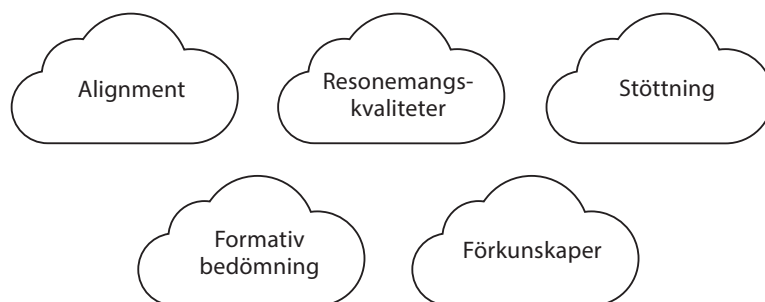 Alignment
Resonemangs-
kvaliteter
Stöttning
Formativ
bedömning
Förkunskaper